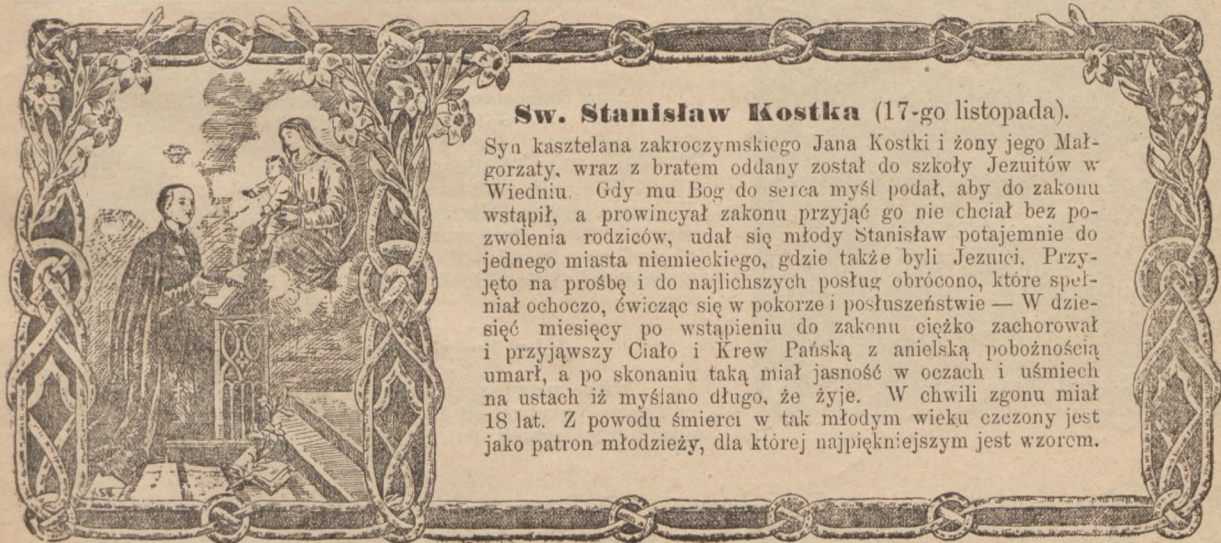 Sw. Stanisław Kostka (17-go listopada).
Syn kasztelana zakroczymskiego Jana Kostki i żony jego Mał-
gorzaty, wraz z bratem oddany został do szkoły Jezuitów w
Wiedniu. Gdy mu Bog do serca myśl podał, aby do zakonu
wstąpił, a prowincyał zakonu przyjąć go nie chciał bez po-
zwolenia rodziców, udał się młody Stanisław potajemnie do
jednego miasta niemieckiego, gdzie także byli Jezuici. Przy-
jęto na prośbę i do najlichszych posług obrócono, które speł-
niał ochoczo, ćwicząc się w pokorze i posłuszeństwie — W dzie-
sięć miesięcy po wstąpieniu do zakonu ciężko zachorował
i przyjąwszy Ciało i Krew Pańską z anielską pobożnością
umarł, a po skonaniu taką miał jasność w oczach i uśmiech
na ustach iż myślano długo, że żyje. W chwili zgonu miał
18 lat. Z powodu śmierci w tak młodym wieku czczony jest
jako patron młodzieży, dla której najpiękniejszym jest wzorem.